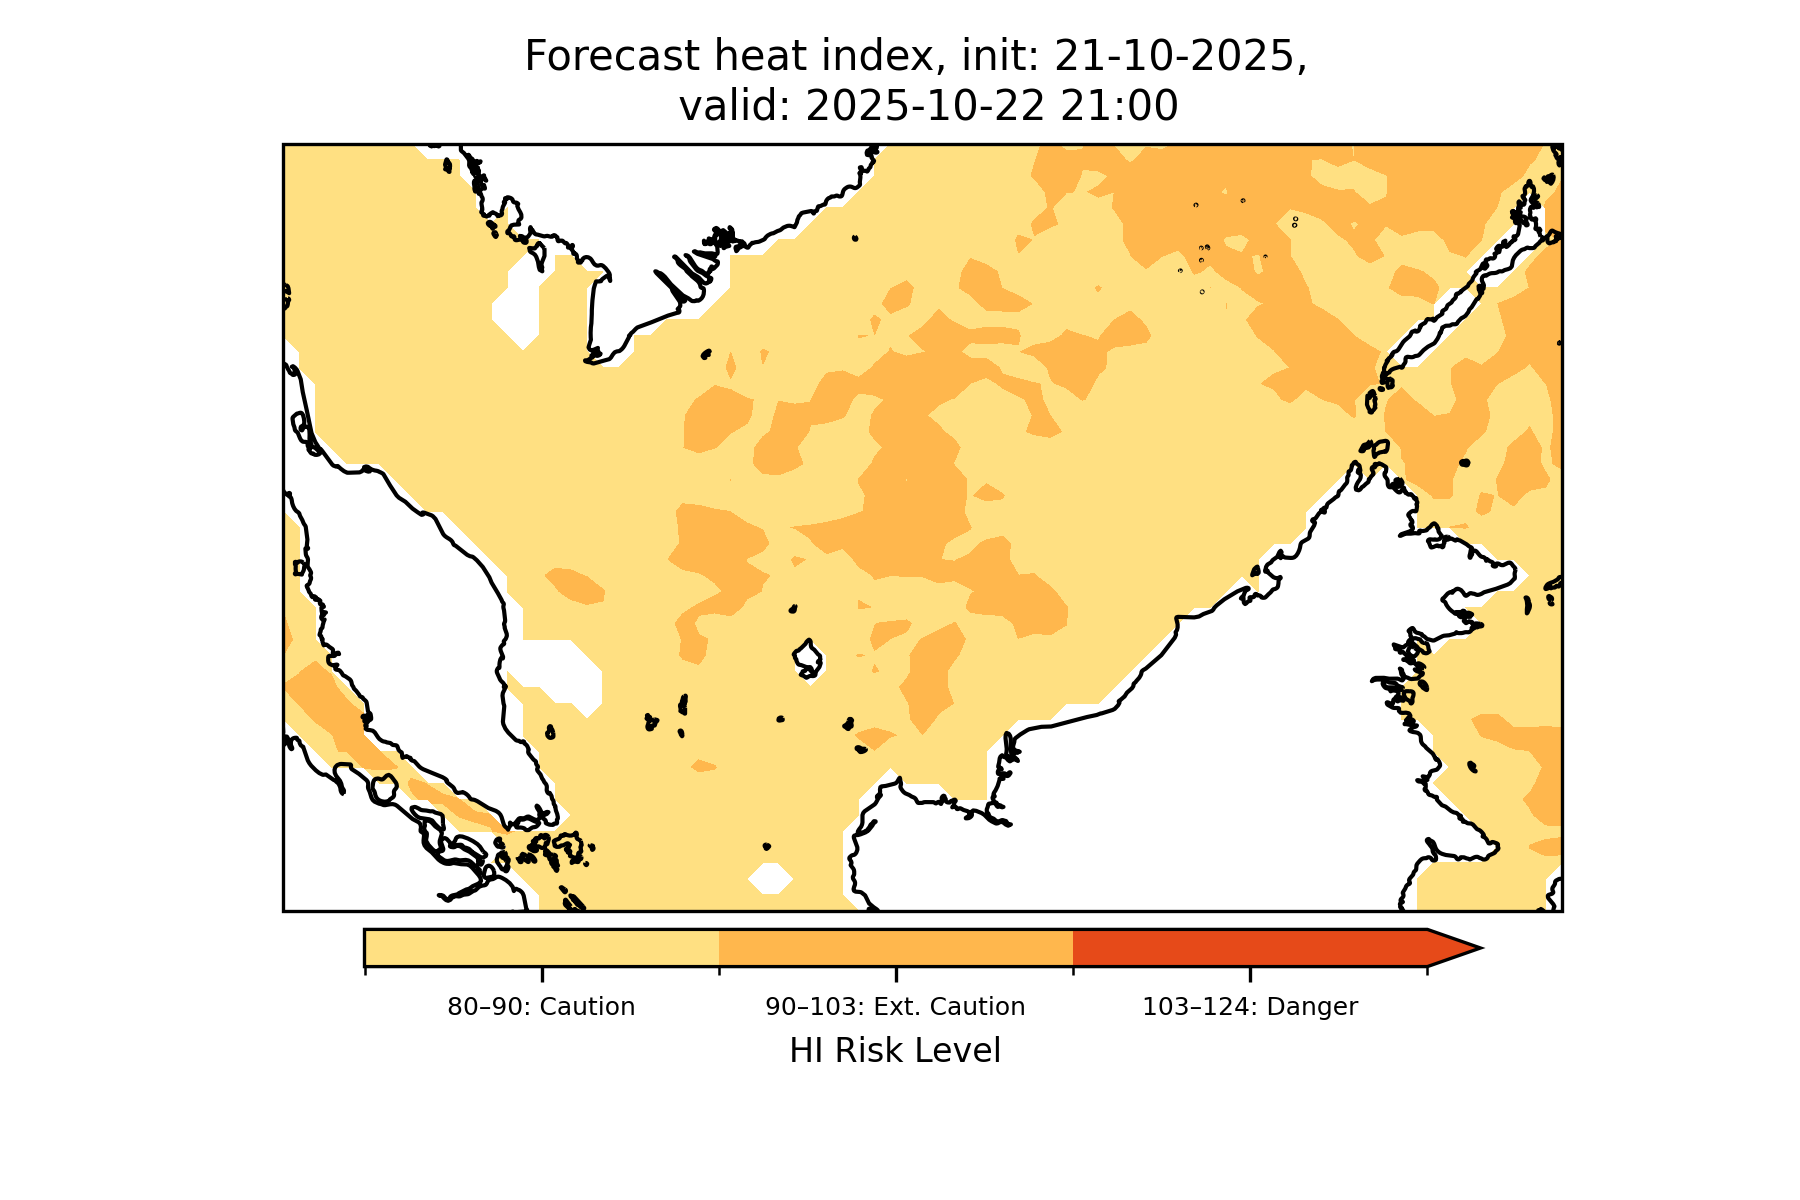 Forecast heat index, init: 21-10-2025,
valid: 2025-10-22 21:00
80–90: Caution
90–103: Ext. Caution
103–124: Danger
HI Risk Level